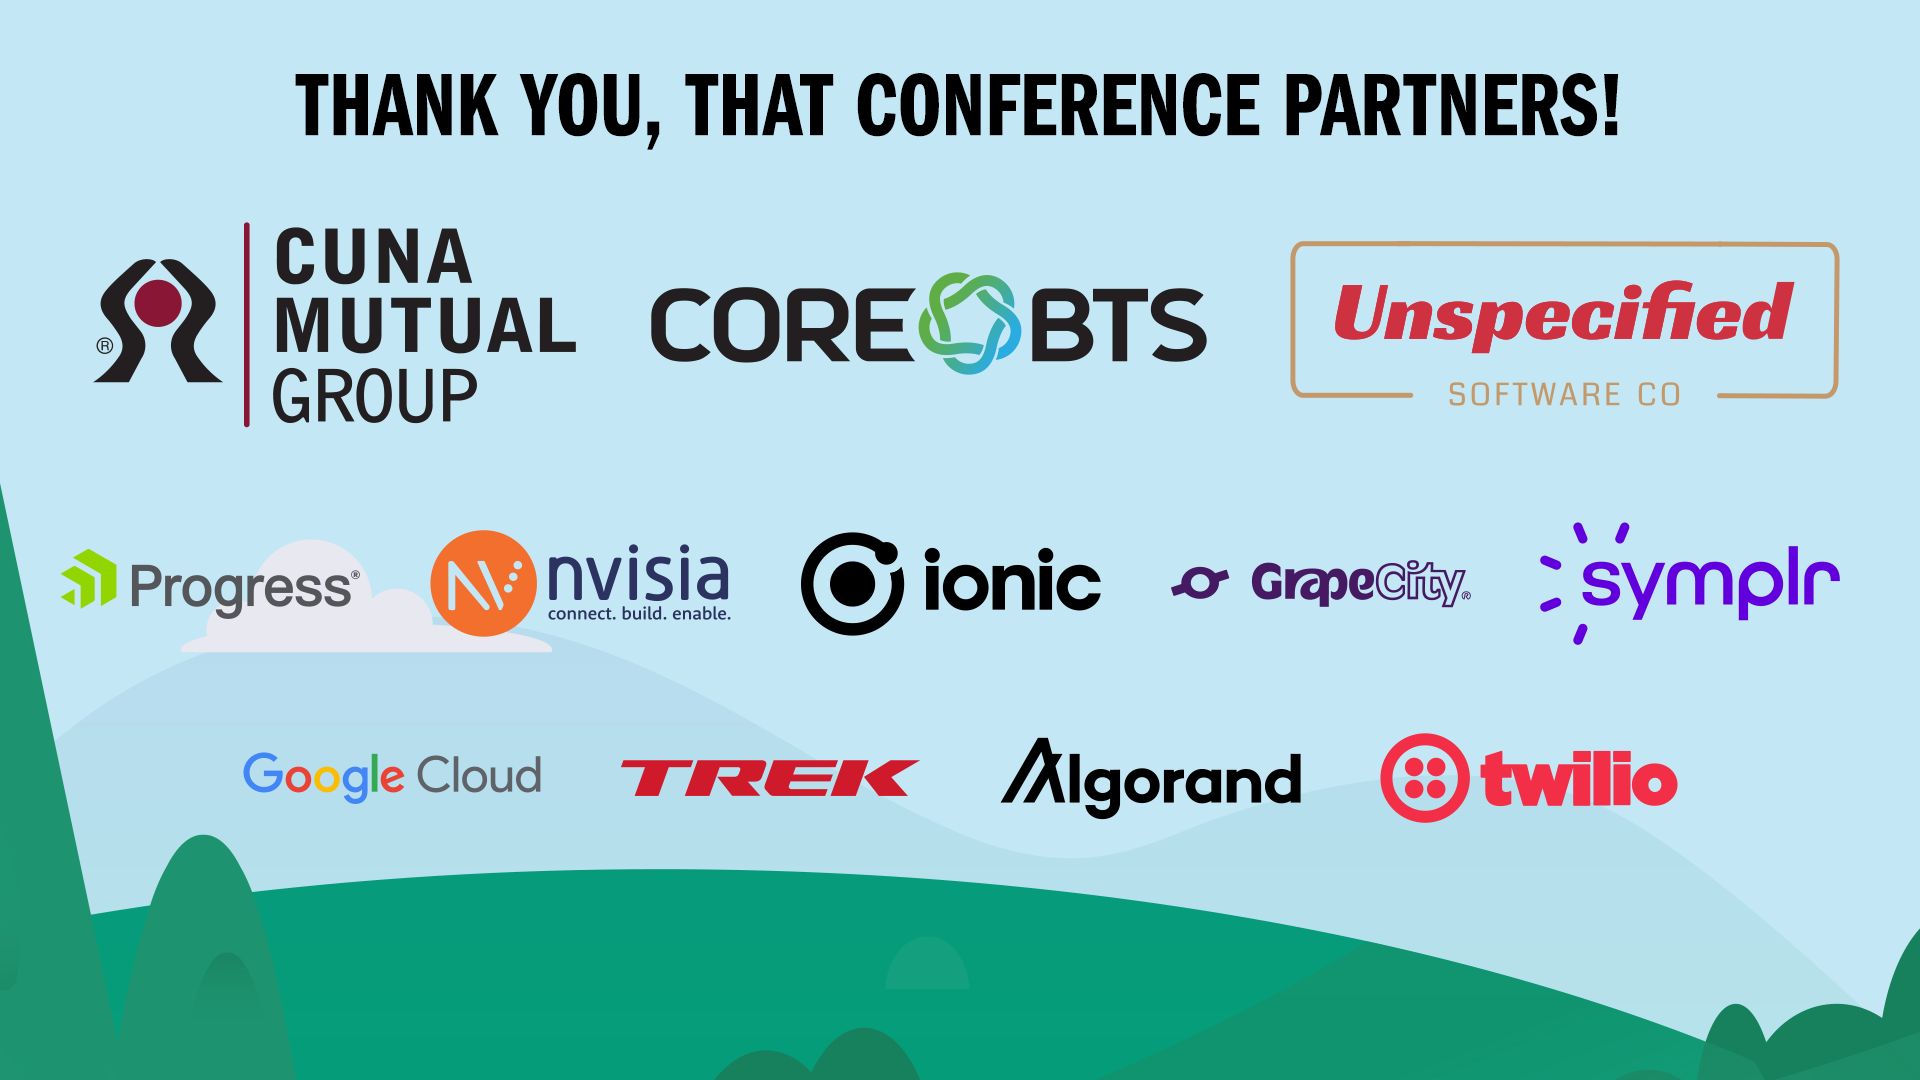 THANK YOU, THAT CONFERENCE PARTNERS!
®
CUNA
MUTUAL
GROUP
CORE BTS
Unspecified
SOFTWARE CO
Progress®
nvisia
connect. build. enable.
ionic
GrapeCity®
symplr
Google Cloud
TREK
Algorand
twilio